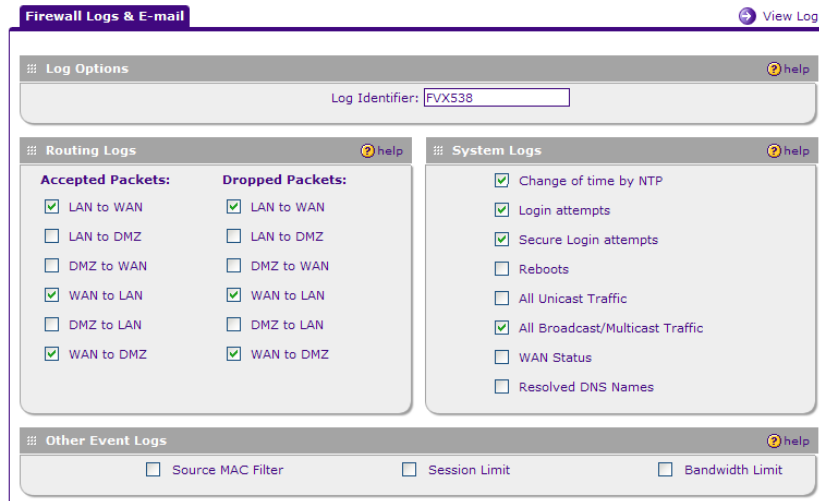 Firewall Logs & E-mail
View Log
Log Options
help
Log Identifier: FVX538
Routing Logs
help
Accepted Packets: Dropped Packets:
LAN to WAN LAN to WAN
LAN to DMZ LAN to DMZ
DMZ to WAN DMZ to WAN
WAN to LAN WAN to LAN
DMZ to LAN DMZ to LAN
WAN to DMZ WAN to DMZ
System Logs
help
Change of time by NTP
Login attempts
Secure Login attempts
Reboots
All Unicast Traffic
All Broadcast/Multicast Traffic
WAN Status
Resolved DNS Names
Other Event Logs
help
Source MAC Filter Session Limit Bandwidth Limit